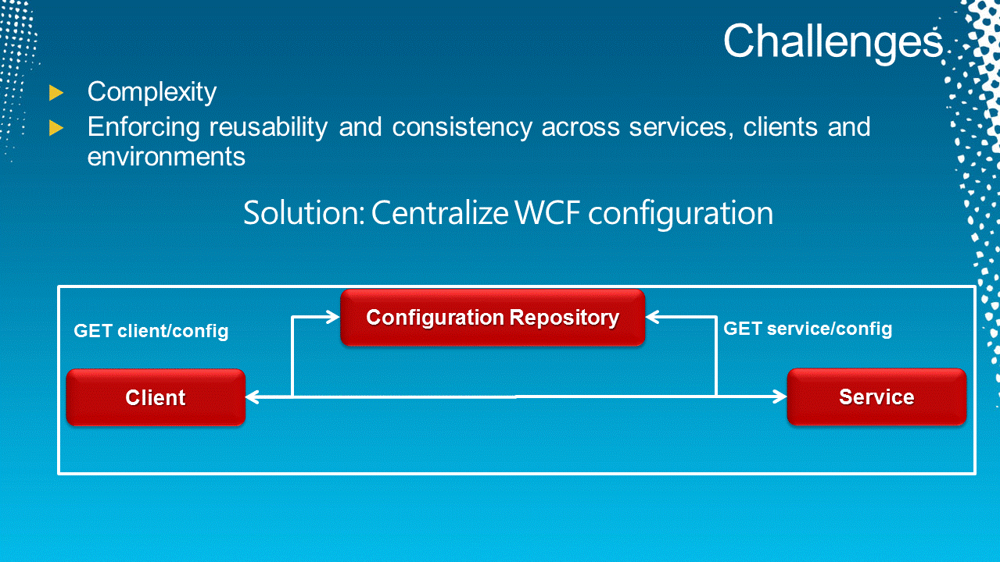 Challenges
Complexity
Enforcing reusability and consistency across services, clients and
environments
Solution: Centralize WCF configuration
Configuration Repository
GET client/config
GET service/config
Client
Service